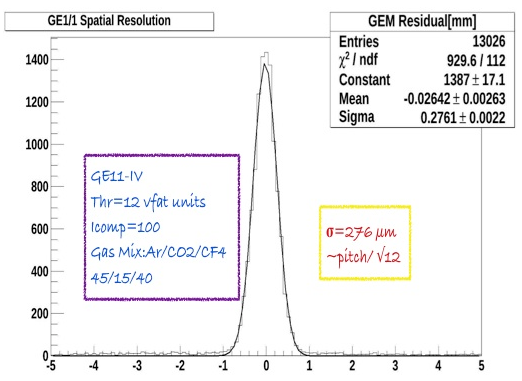 GE1/1 Spatial Resolution
GEM Residual[mm]
Entries 13026
χ² / ndf 929.6 / 112
Constant 1387 ± 17.1
Mean -0.02642 ± 0.00263
Sigma 0.2761 ± 0.0022
1400
1200
1000
800
600
400
200
0
GE11-IV
Thr=12 vfat units
Icomp=100
Gas Mix:Ar/CO2/CF4
45/15/40
σ=276 μm
~pitch/ √12
-5 -4 -3 -2 -1 0 1 2 3 4 5